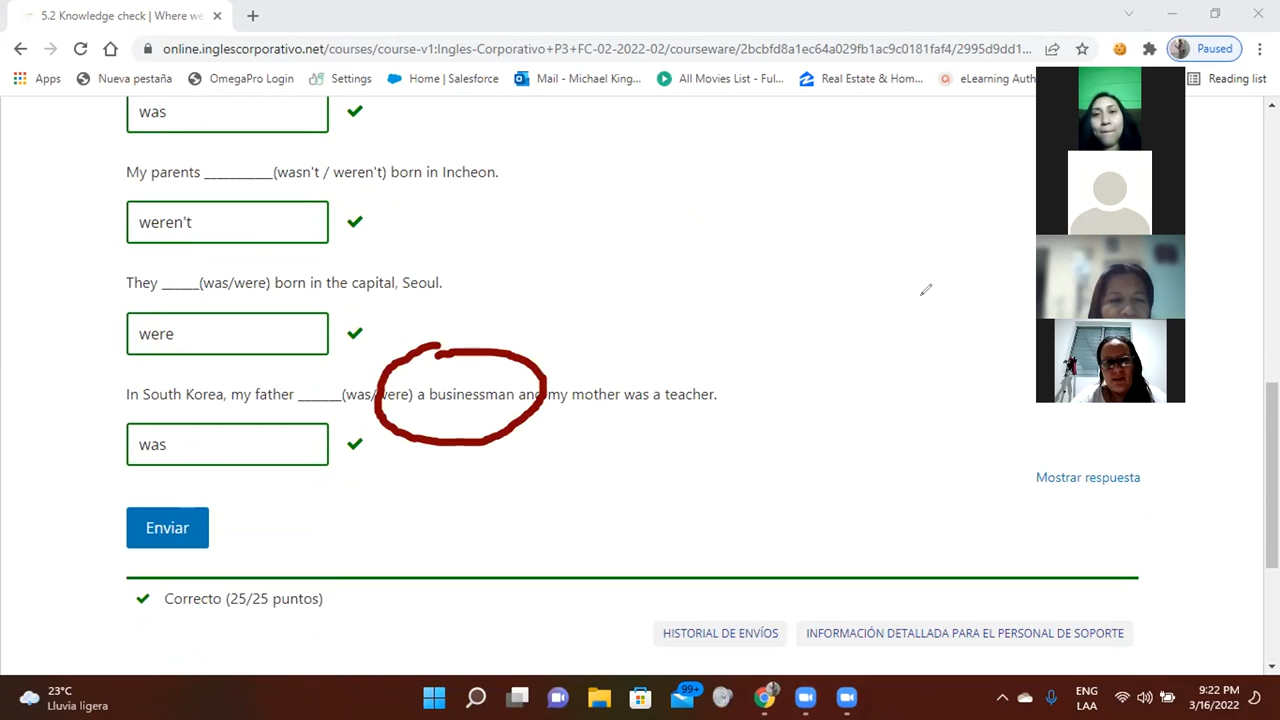 5.2 Knowledge check | Where we
online.inglescorporativo.net/courses/course-v1:Ingles-Corporativo+P3+FC-02-2022-02/courseware/2bcbfd8a1ec64a029fb1ac9c0181faf4/2995d9dd1...
Paused
Apps
Nueva pestaña
OmegaPro Login
Settings
Home | Salesforce
Mail - Michael King...
All Movies List - Ful...
Real Estate & Hom...
eLearning Auth
Reading list
was
My parents ___________(wasn't / weren't) born in Incheon.
weren't
They ______(was/were) born in the capital, Seoul.
were
In South Korea, my father _______(was/were) a businessman and my mother was a teacher.
was
Mostrar respuesta
Enviar
Correcto (25/25 puntos)
HISTORIAL DE ENVÍOS
INFORMACIÓN DETALLADA PARA EL PERSONAL DE SOPORTE
23°C
Lluvia ligera
99+
ENG
LAA
9:22 PM
3/16/2022